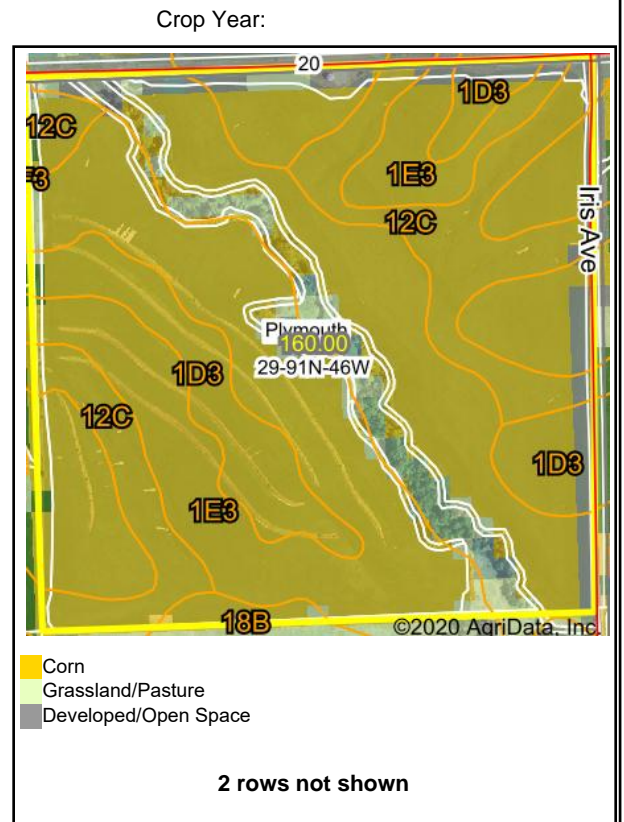 Crop Year:
20
1D3
12C
E3
1E3
12C
Iris Ave
Plymouth
160.00
29-91N-46W
1D3
12C
1D3
1E3
18B
©2020 AgriData, Inc.
Corn
Grassland/Pasture
Developed/Open Space
2 rows not shown